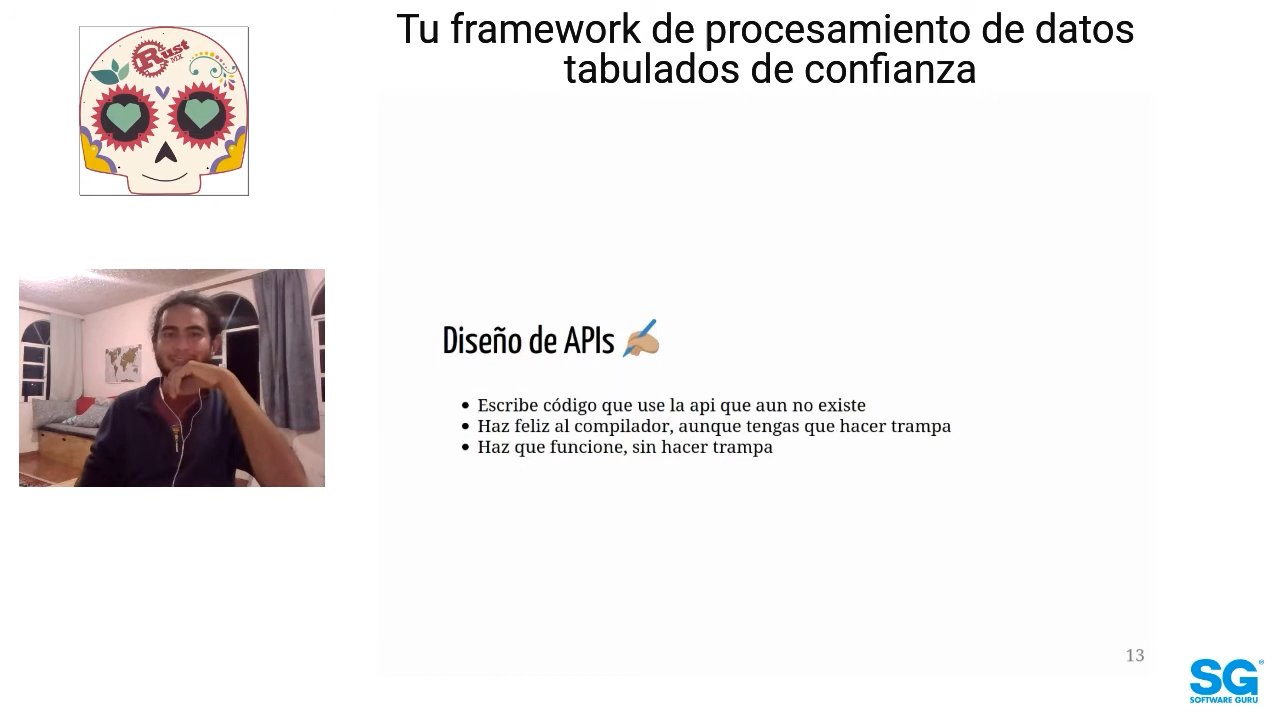 Tu framework de procesamiento de datos
tabulados de confianza
Rust
MX
Diseño de APIs
Escribe código que use la api que aun no existe
Haz feliz al compilador, aunque tengas que hacer trampa
Haz que funcione, sin hacer trampa
13
SG
SOFTWARE GURU